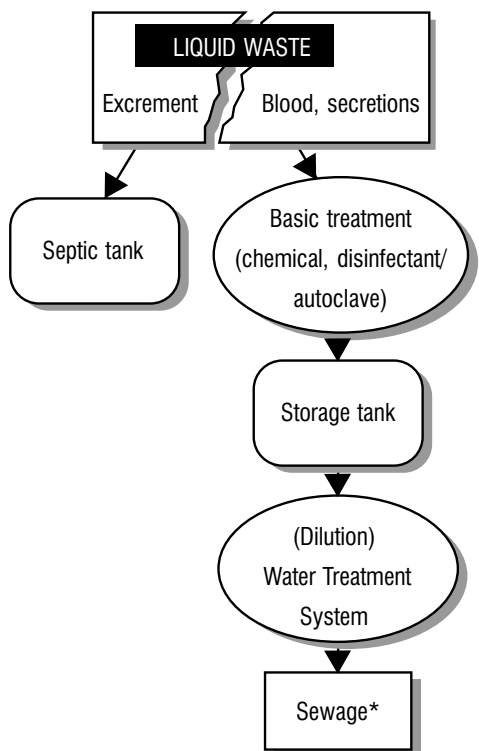 LIQUID WASTE
Excrement
Blood, secretions
Septic tank
Basic treatment
(chemical, disinfectant/
autoclave)
Storage tank
(Dilution)
Water Treatment
System
Sewage*